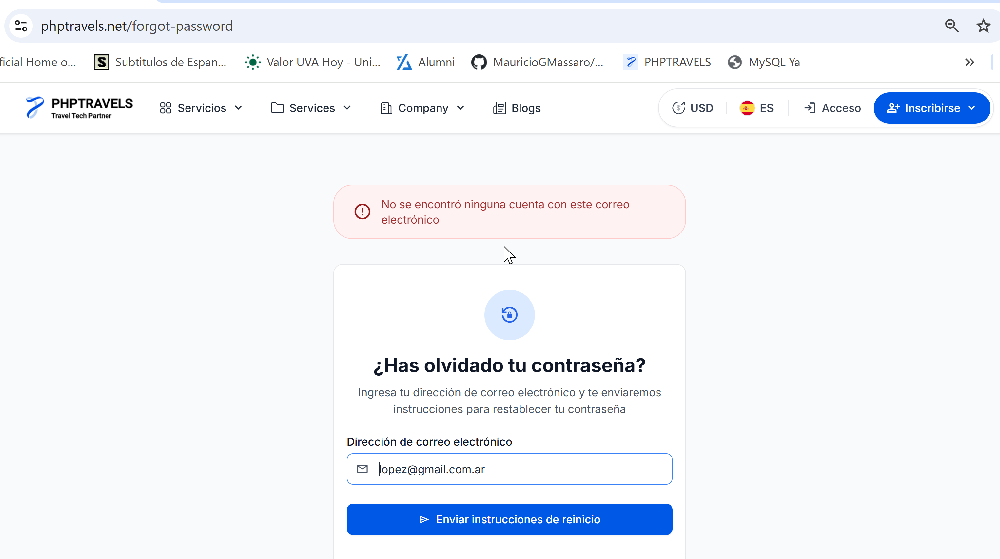 phptravels.net/forgot-password
ficial Home o...
Subtitulos de Espan...
Valor UVA Hoy - Uni...
Alumni
MauricioGMassaro/...
PHPTRAVELS
MySQL Ya
PHPTRAVELS
Travel Tech Partner
Servicios
Services
Company
Blogs
USD
ES
Acceso
Inscribirse
No se encontró ninguna cuenta con este correo
electrónico
¿Has olvidado tu contraseña?
Ingresa tu dirección de correo electrónico y te enviaremos
instrucciones para restablecer tu contraseña
Dirección de correo electrónico
lopez@gmail.com.ar
Enviar instrucciones de reinicio